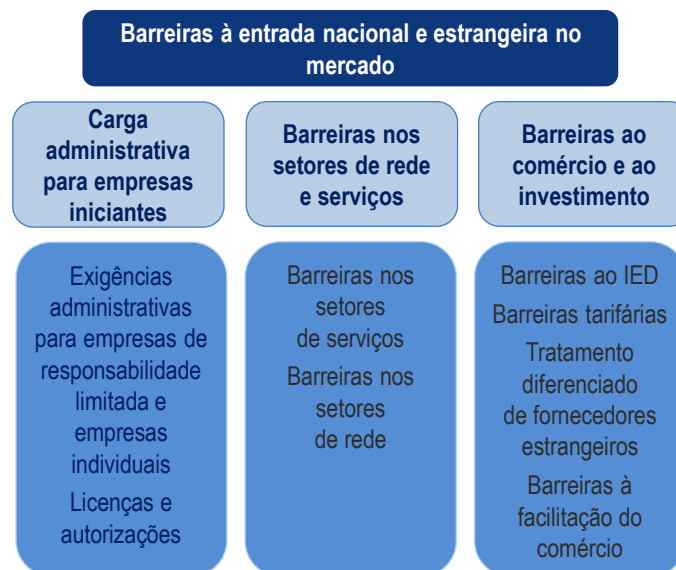 Barreiras à entrada nacional e estrangeira no
mercado
Carga
administrativa
para empresas
iniciantes
Barreiras nos
setores de rede
e serviços
Barreiras ao
comércio e ao
investimento
Exigências
administrativas
para empresas de
responsabilidade
limitada e
empresas
individuais
Licenças e
autorizações
Barreiras nos
setores
de serviços
Barreiras nos
setores
de rede
Barreiras ao IED
Barreiras tarifárias
Tratamento
diferenciado
de fornecedores
estrangeiros
Barreiras à
facilitação do
comércio